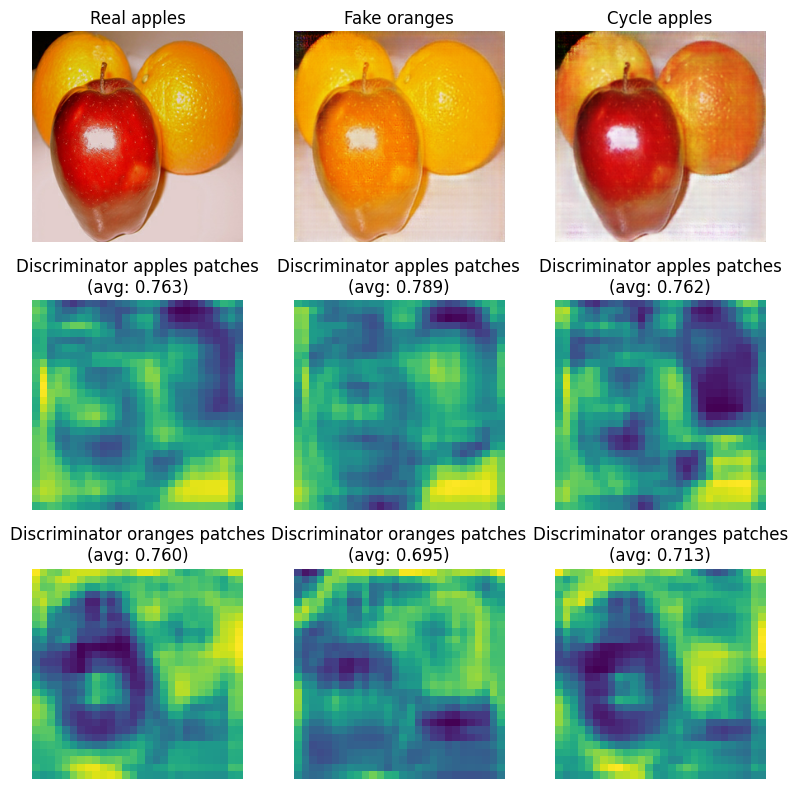 Real apples
Fake oranges
Cycle apples
Discriminator apples patches
(avg: 0.763)
Discriminator apples patches
(avg: 0.789)
Discriminator apples patches
(avg: 0.762)
Discriminator oranges patches
(avg: 0.760)
Discriminator oranges patches
(avg: 0.695)
Discriminator oranges patches
(avg: 0.713)